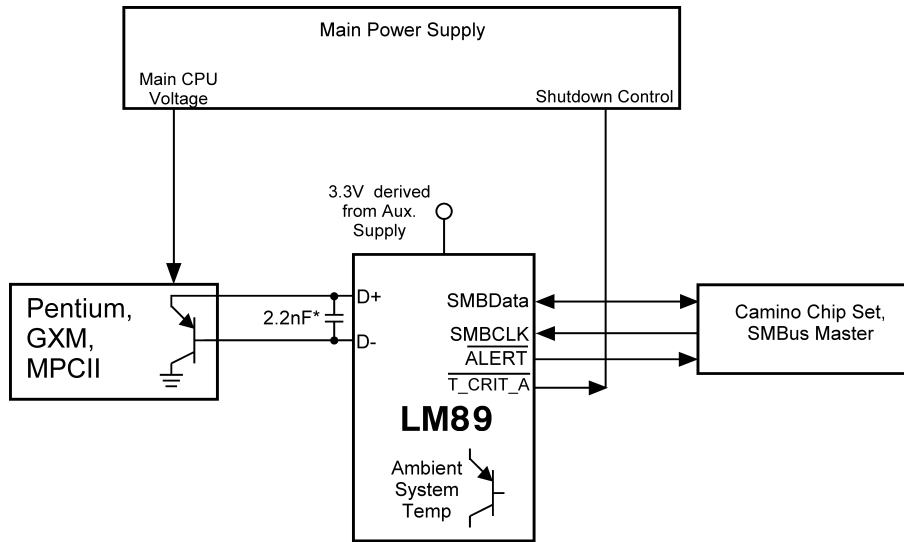 Main Power Supply
Main CPU
Voltage
Shutdown Control
3.3V derived
from Aux.
Supply
Pentium,
GXM,
MPCII
2.2nF*
D+
D-
SMBData
SMBCLK
ALERT
T_CRIT_A
LM89
Ambient
System
Temp
Camino Chip Set,
SMBus Master